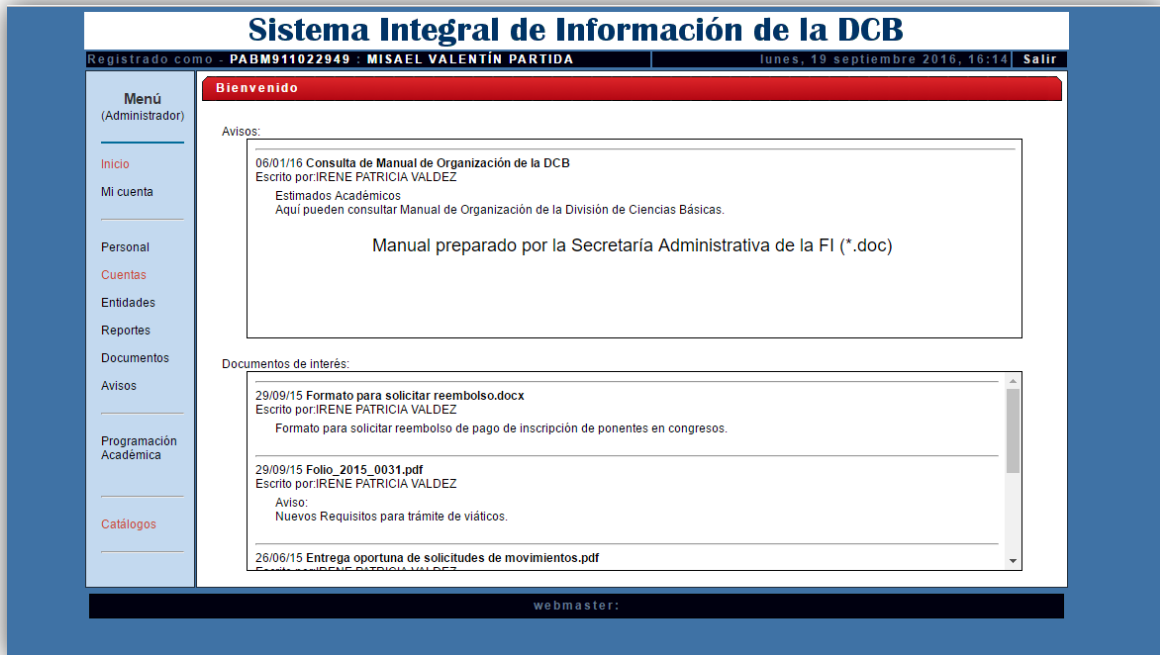 Sistema Integral de Información de la DCB
Registrado como - PABM911022949 : MISAEL VALENTÍN PARTIDA
lunes, 19 septiembre 2016, 16:14
Salir
Menú
(Administrador)
Inicio
Mi cuenta
Personal
Cuentas
Entidades
Reportes
Documentos
Avisos
Programación
Académica
Catálogos
Bienvenido
Avisos:
06/01/16 Consulta de Manual de Organización de la DCB
Escrito por:IRENE PATRICIA VALDEZ
Estimados Académicos
Aquí pueden consultar Manual de Organización de la División de Ciencias Básicas.
Manual preparado por la Secretaría Administrativa de la FI (*.doc)
Documentos de interés:
29/09/15 Formato para solicitar reembolso.docx
Escrito por:IRENE PATRICIA VALDEZ
Formato para solicitar reembolso de pago de inscripción de ponentes en congresos.
29/09/15 Folio_2015_0031.pdf
Escrito por:IRENE PATRICIA VALDEZ
Aviso:
Nuevos Requisitos para trámite de viáticos.
26/06/15 Entrega oportuna de solicitudes de movimientos.pdf
Escrito por:IRENE PATRICIA VALDEZ
webmaster: